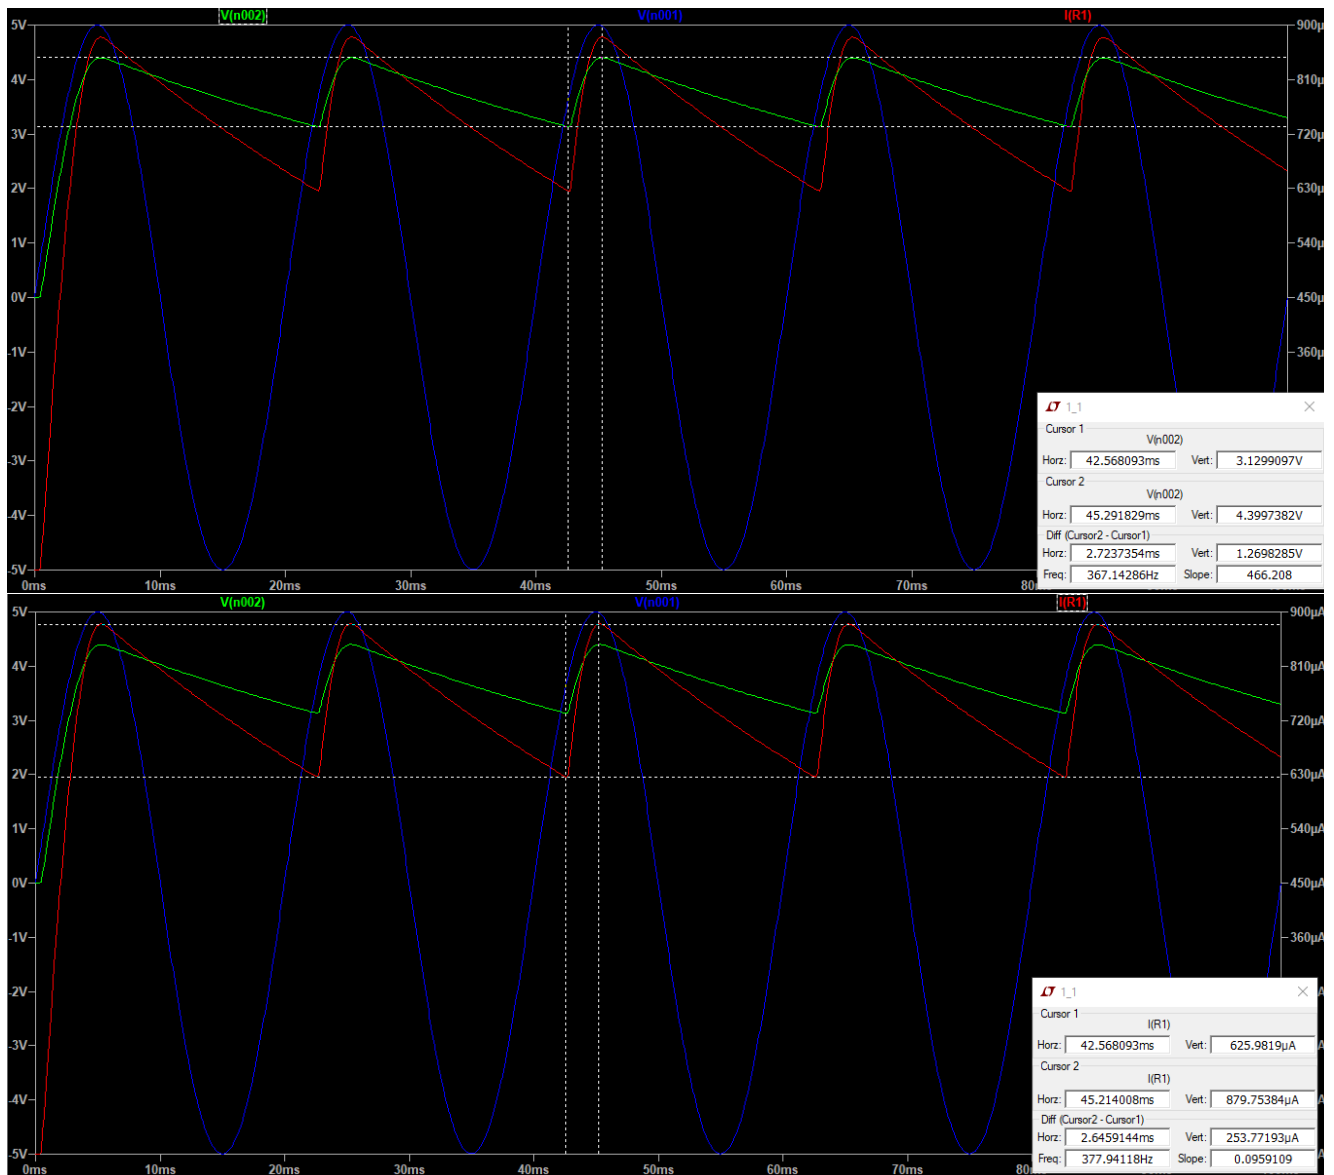 V(n002) V(n001) I(R1)
5V 900µ
4V 810µ
3V 720µ
2V 630µ
1V 540µ
0V 450µ
-1V 360µ
-2V
-3V
-4V
-5V
0ms 10ms 20ms 30ms 40ms 50ms 60ms 70ms
1_1
Cursor 1
V(n002)
Horz: 42.568093ms Vert: 3.1299097V
Cursor 2
V(n002)
Horz: 45.291829ms Vert: 4.3997382V
Diff (Cursor2 - Cursor1)
Horz: 2.7237354ms Vert: 1.2698285V
Freq: 367.14286Hz Slope: 466.208
V(n002) V(n001) I(R1)
5V 900µA
4V 810µA
3V 720µA
2V 630µA
1V 540µA
0V 450µA
-1V 360µA
-2V
-3V
-4V
-5V
0ms 10ms 20ms 30ms 40ms 50ms 60ms 70ms
1_1
Cursor 1
I(R1)
Horz: 42.568093ms Vert: 625.9819µA
Cursor 2
I(R1)
Horz: 45.214008ms Vert: 879.75384µA
Diff (Cursor2 - Cursor1)
Horz: 2.6459144ms Vert: 253.77193µA
Freq: 377.94118Hz Slope: 0.0959109